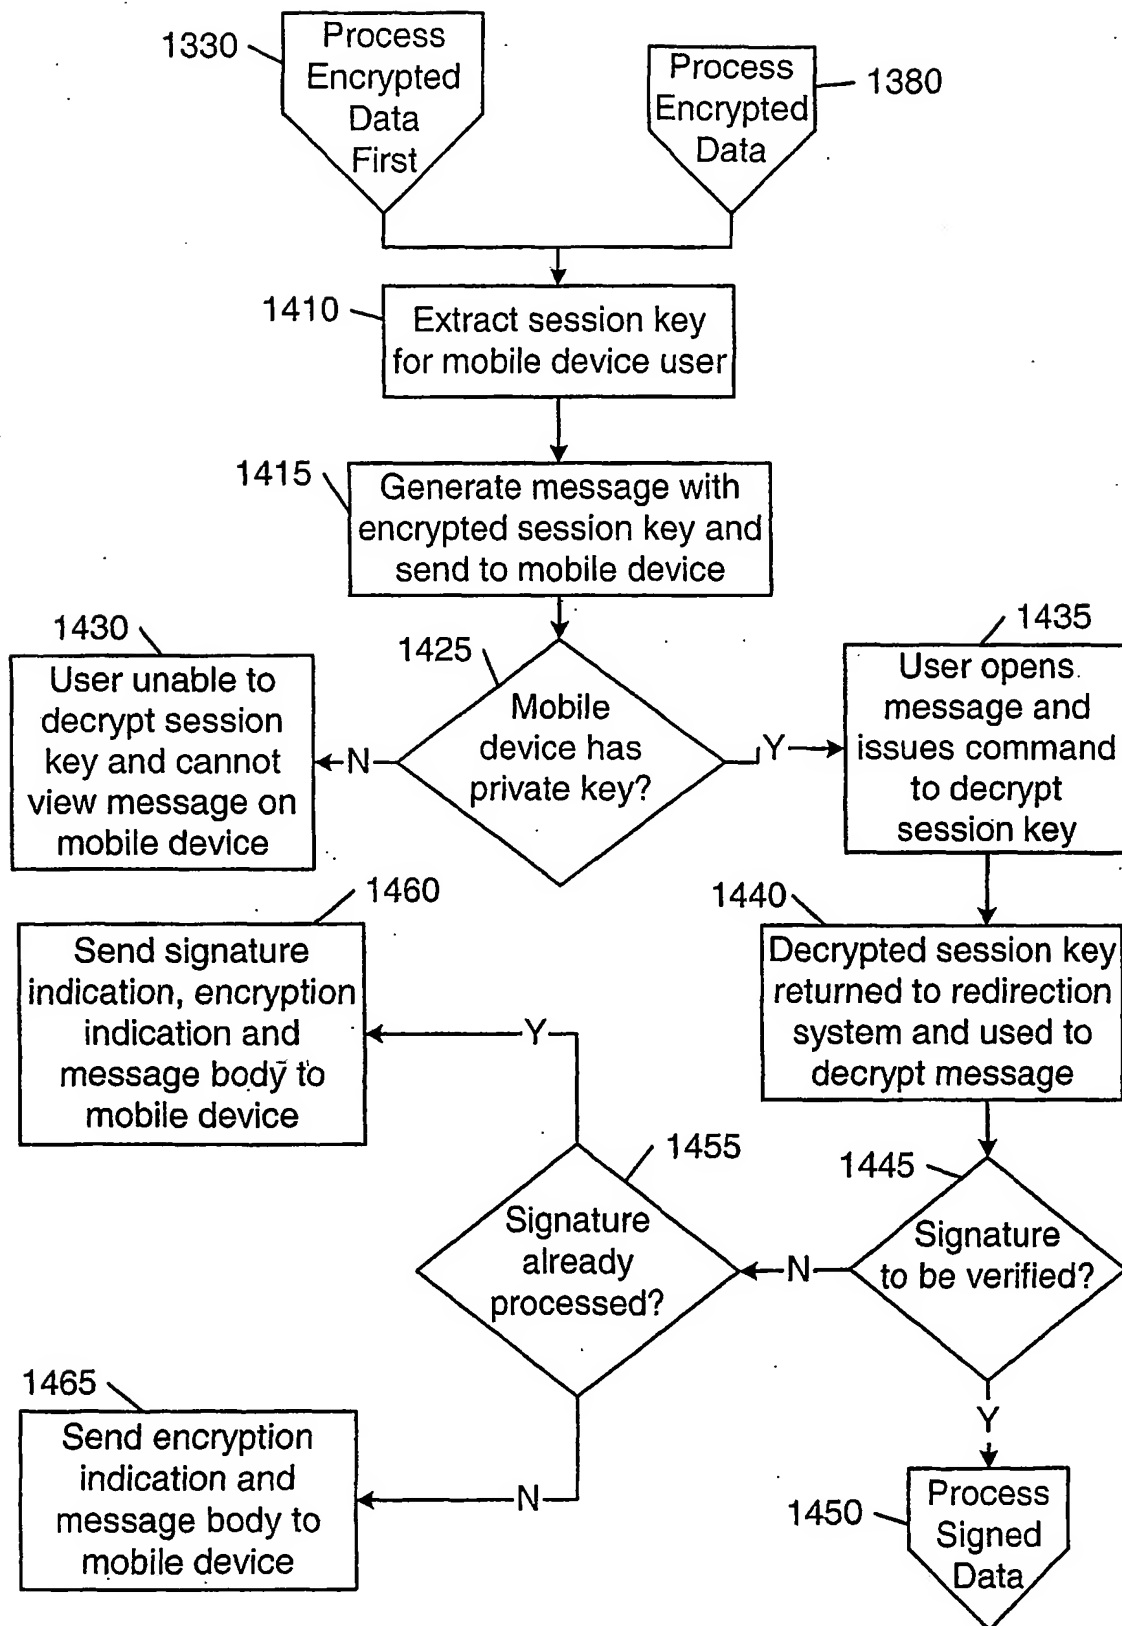 1330
Process
Encrypted
Data
First
Process
Encrypted
Data
1380
1410
Extract session key
for mobile device user
1415
Generate message with
encrypted session key and
send to mobile device
1430
User unable to
decrypt session
key and cannot
view message on
mobile device
N
1425
Mobile
device has
private key?
Y
1435
User opens
message and
issues command
to decrypt
session key
1440
Decrypted session key
returned to redirection
system and used to
decrypt message
1460
Send signature
indication, encryption
indication and
message body to
mobile device
Y
1455
Signature
already
processed?
N
1445
Signature
to be verified?
Y
1465
Send encryption
indication and
message body to
mobile device
N
1450
Process
Signed
Data